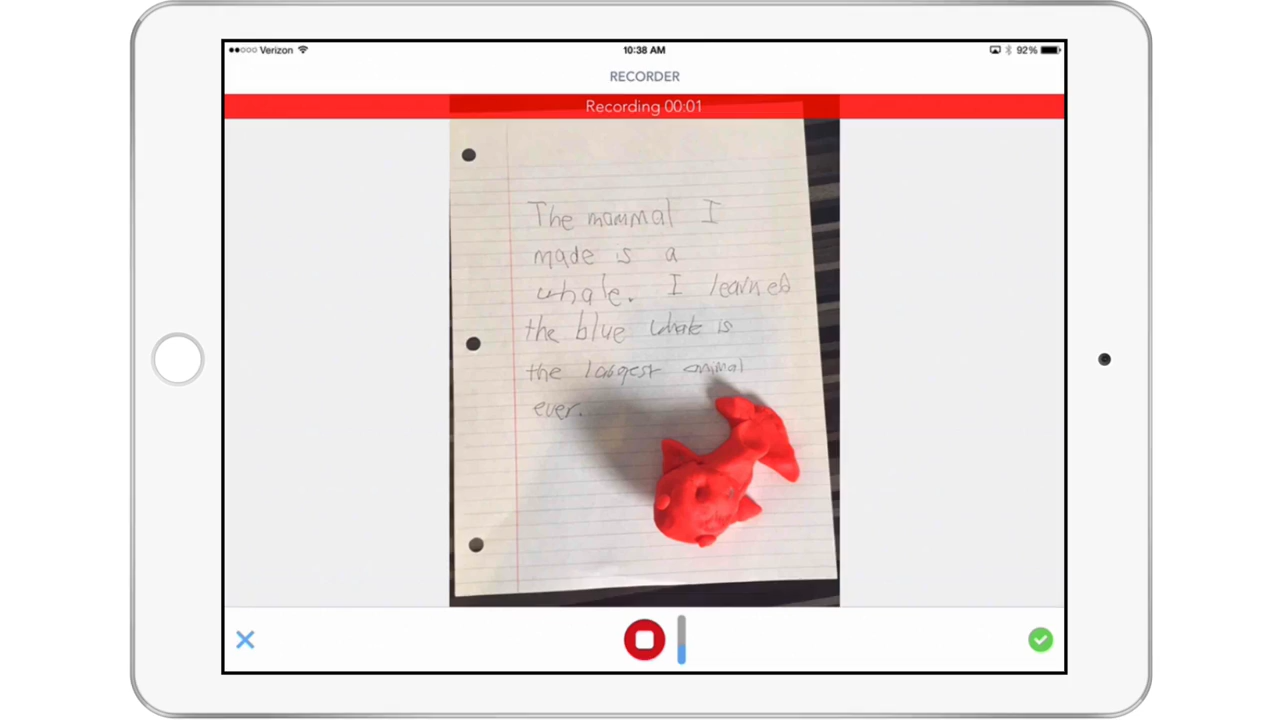 Verizon 10:38 AM 92%
RECORDER
Recording 00:01
The mammal I
made is a
whale. I learned
the blue whale is
the largest animal
ever.